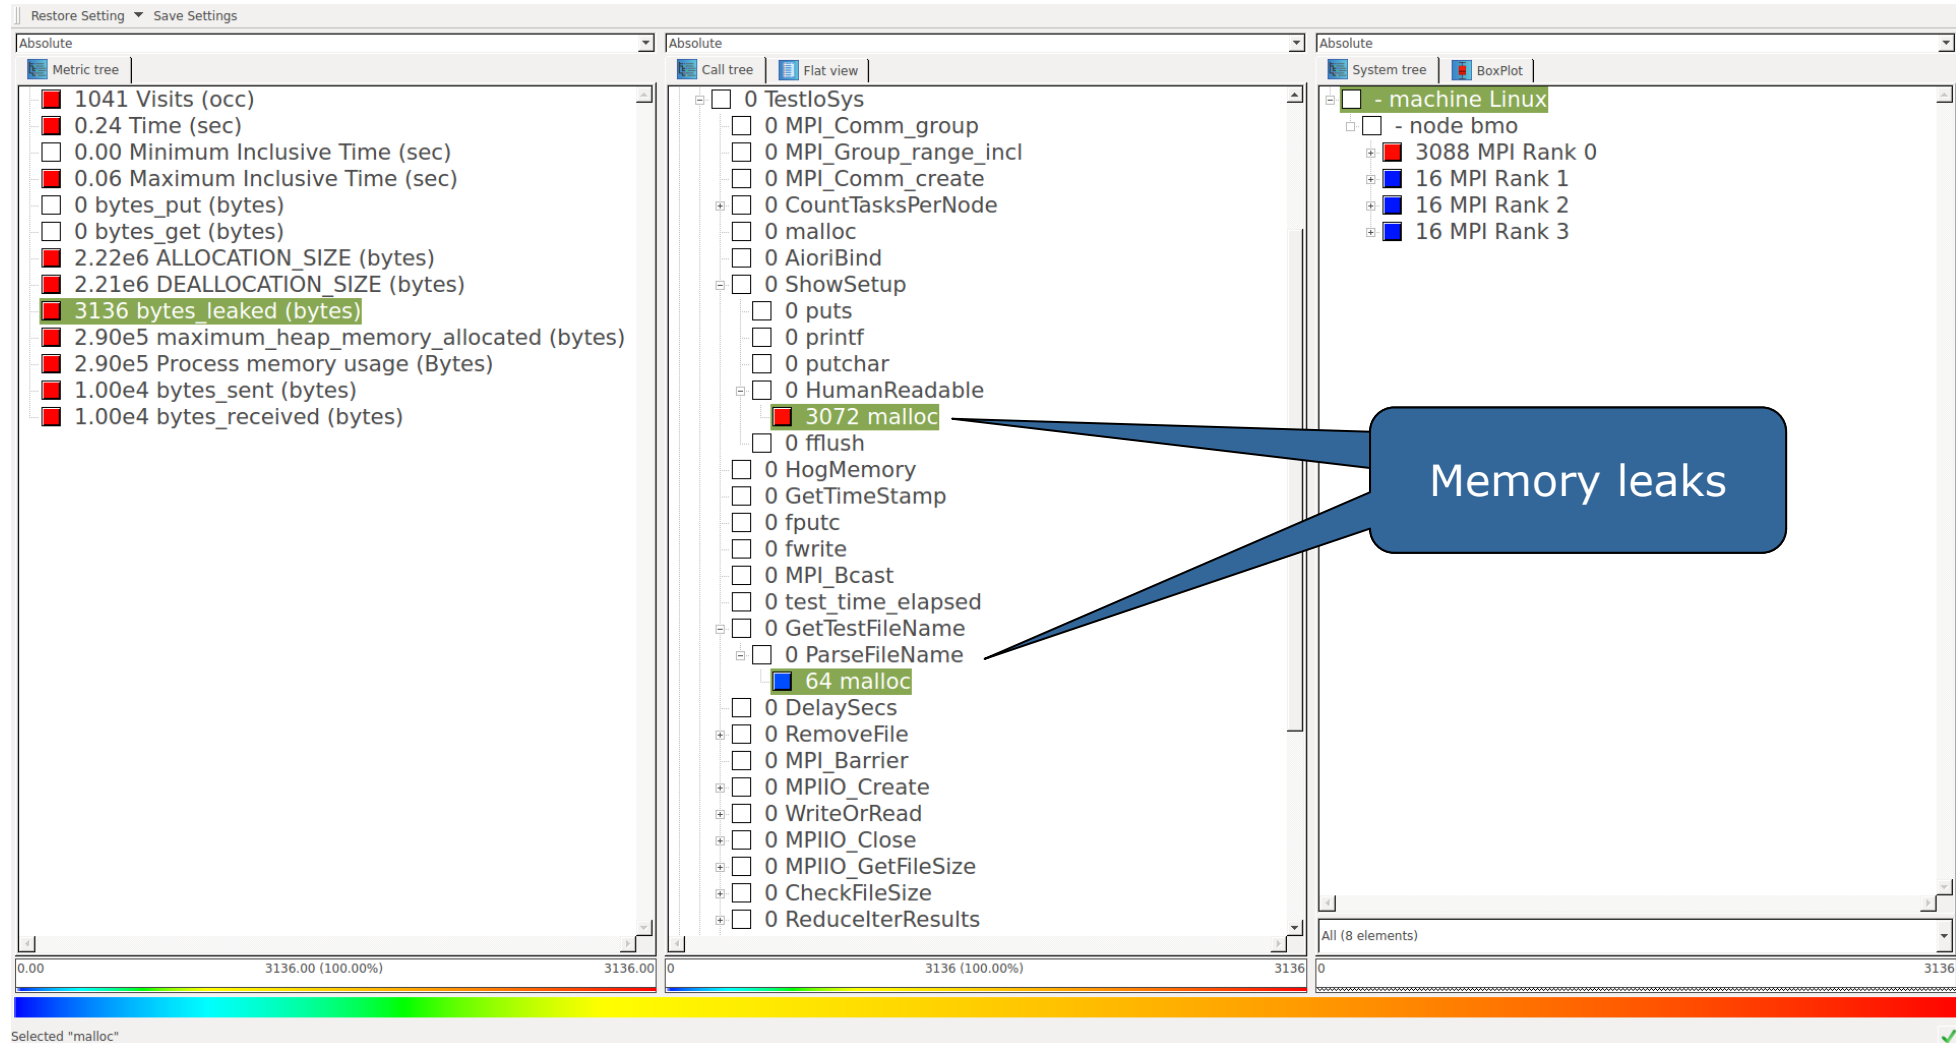 Restore Setting Save Settings
Absolute
Metric tree
1041 Visits (occ)
0.24 Time (sec)
0.00 Minimum Inclusive Time (sec)
0.06 Maximum Inclusive Time (sec)
0 bytes_put (bytes)
0 bytes_get (bytes)
2.22e6 ALLOCATION_SIZE (bytes)
2.21e6 DEALLOCATION_SIZE (bytes)
3136 bytes_leaked (bytes)
2.90e5 maximum_heap_memory_allocated (bytes)
2.90e5 Process memory usage (Bytes)
1.00e4 bytes_sent (bytes)
1.00e4 bytes_received (bytes)
0.00 3136.00 (100.00%) 3136.00
Absolute
Call tree Flat view
0 TestIoSys
0 MPI_Comm_group
0 MPI_Group_range_incl
0 MPI_Comm_create
0 CountTasksPerNode
0 malloc
0 AioriBind
0 ShowSetup
0 puts
0 printf
0 putchar
0 HumanReadable
3072 malloc
0 fflush
0 HogMemory
0 GetTimeStamp
0 fputc
0 fwrite
0 MPI_Bcast
0 test_time_elapsed
0 GetTestFileName
0 ParseFileName
64 malloc
0 DelaySecs
0 RemoveFile
0 MPI_Barrier
0 MPIIO_Create
0 WriteOrRead
0 MPIIO_Close
0 MPIIO_GetFileSize
0 CheckFileSize
0 ReduceIterResults
0 3136 (100.00%) 3136
Absolute
System tree BoxPlot
- machine Linux
- node bmo
3088 MPI Rank 0
16 MPI Rank 1
16 MPI Rank 2
16 MPI Rank 3
Memory leaks
All (8 elements)
0 3136
Selected "malloc"